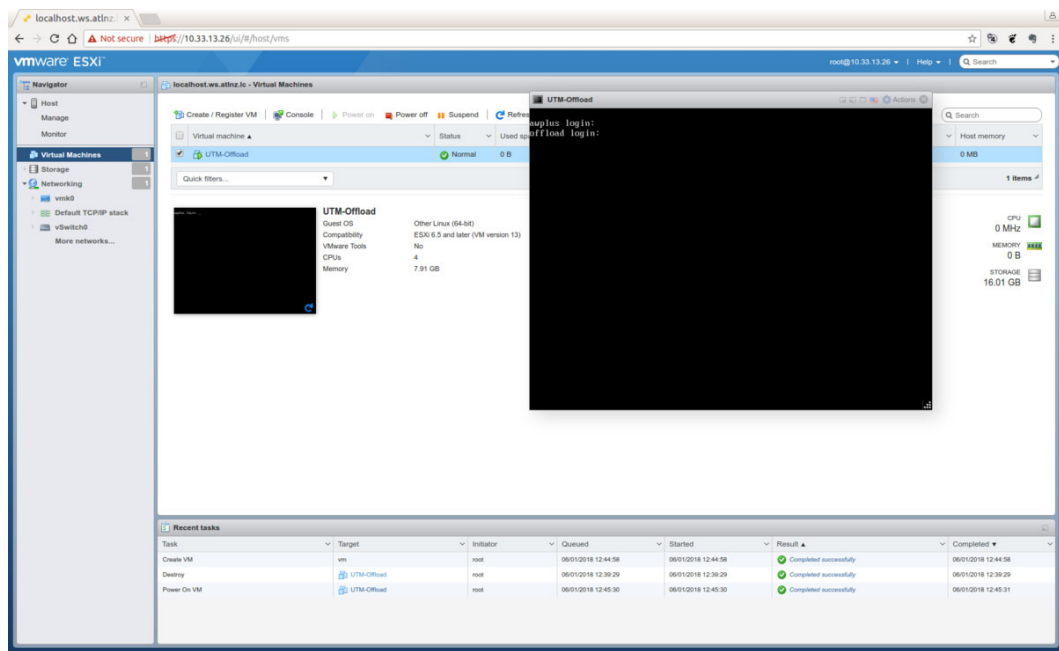 localhost.ws.atlnz.l ×
Not secure | https://10.33.13.26/ui/#/host/vms
vmware ESXi™
root@10.33.13.26 | Help | Search
Navigator
localhost.ws.atlnz.lc - Virtual Machines
Host
Manage
Monitor
Virtual Machines 1
Storage 1
Networking 1
vmk0
Default TCP/IP stack
vSwitch0
More networks...
Create / Register VM | Console | Power on Power off Suspend | Refres
Search
Virtual machine Status Used sp Host memory
UTM-Offload Normal 0 B 0 MB
Quick filters... 1 items
UTM-Offload
Guest OS Other Linux (64-bit)
Compatibility ESXi 6.5 and later (VM version 13)
VMware Tools No
CPUs 4
Memory 7.91 GB
CPU
0 MHz
MEMORY
0 B
STORAGE
16.01 GB
UTM-Offload Actions
awplus login:
offload login:
Recent tasks
Task Target Initiator Queued Started Result Completed
Create VM vm root 06/01/2018 12:44:58 06/01/2018 12:44:58 Completed successfully 06/01/2018 12:44:58
Destroy UTM-Offload root 06/01/2018 12:39:29 06/01/2018 12:39:29 Completed successfully 06/01/2018 12:39:29
Power On VM UTM-Offload root 06/01/2018 12:45:30 06/01/2018 12:45:30 Completed successfully 06/01/2018 12:45:31